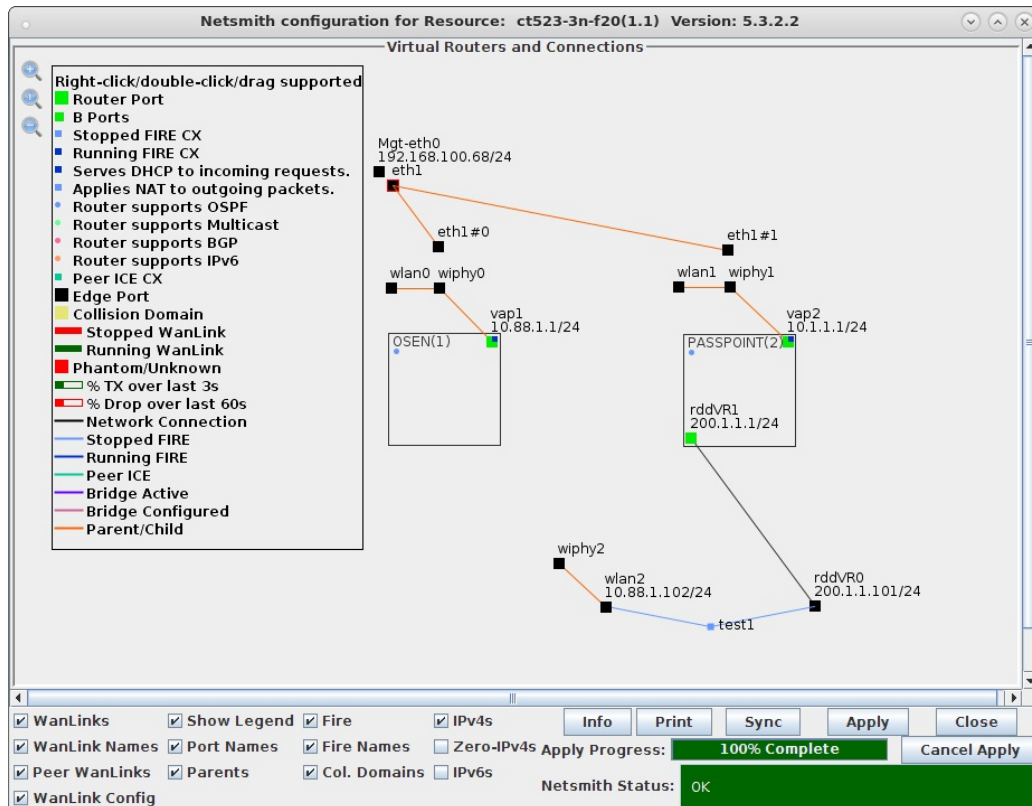 Netsmith configuration for Resource: ct523-3n-f20(1.1) Version: 5.3.2.2
Virtual Routers and Connections
Right-click/double-click/drag supported
Router Port
B Ports
Stopped FIRE CX
Running FIRE CX
Serves DHCP to incoming requests.
Applies NAT to outgoing packets.
Router supports OSPF
Router supports Multicast
Router supports BGP
Router supports IPv6
Peer ICE CX
Edge Port
Collision Domain
Stopped WanLink
Running WanLink
Phantom/Unknown
% TX over last 3s
% Drop over last 60s
Network Connection
Stopped FIRE
Running FIRE
Peer ICE
Bridge Active
Bridge Configured
Parent/Child
Mgt-eth0
192.168.100.68/24
eth1
eth1#0
eth1#1
wlan0 wiphy0
wlan1 wiphy1
vap1
10.88.1.1/24
vap2
10.1.1.1/24
OSEN(1)
PASSPOINT(2)
rddVR1
200.1.1.1/24
wiphy2
wlan2
10.88.1.102/24
rddVR0
200.1.1.101/24
test1
WanLinks Show Legend Fire IPv4s Info Print Sync Apply Close
WanLink Names Port Names Fire Names Zero-IPv4s Apply Progress: 100% Complete Cancel Apply
Peer WanLinks Parents Col. Domains IPv6s
WanLink Config
Netsmith Status: OK